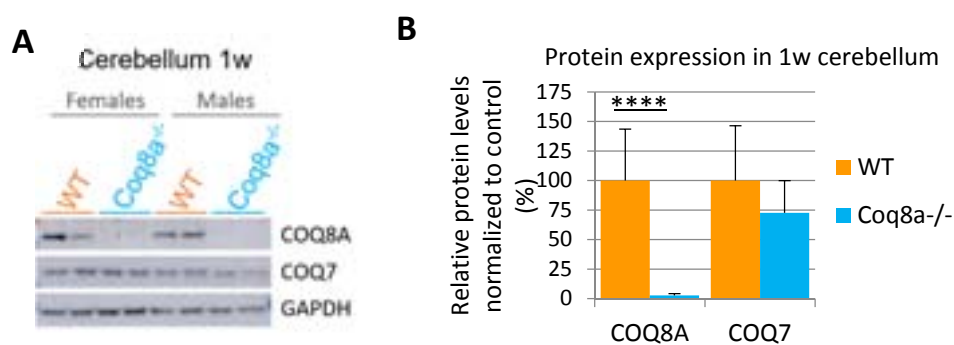 A
Cerebellum 1w
Females Males
WT Coq8a-/- WT Coq8a-/-
COQ8A
COQ7
GAPDH
B
Protein expression in 1w cerebellum
Relative protein levels
normalized to control
(%)
175
150
125
100
75
50
25
0
****
COQ8A COQ7
WT
Coq8a-/-